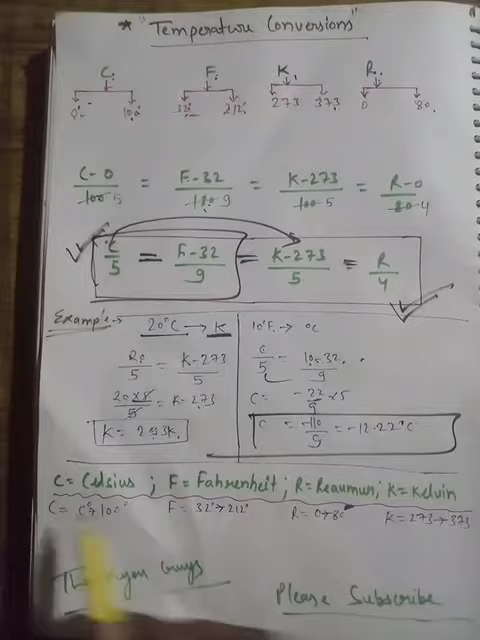 * "Temperature Conversions"
C. F. K. R.
0° 100° 32° 212° 273 373 0 80.
C-0/100 5 = F-32/180 9 = K-273/100 5 = R-0/80 4
C/5 = F-32/9 = K-273/5 = R/4
Example→ 20°C → K
/5 = K-273/5
20×5/5 = K-273
K = 293K.
10°F. → °C
C/5 = 10-32/9
C = -22/9 ×5
C = -110/9 = -12.22°C
C = Celsius ; F = Fahrenheit ; R = Reaumur; K = Kelvin
C = 0°→100° F = 32°→212° R = 0→80° K = 273→373
Thank you Guys
Please Subscribe